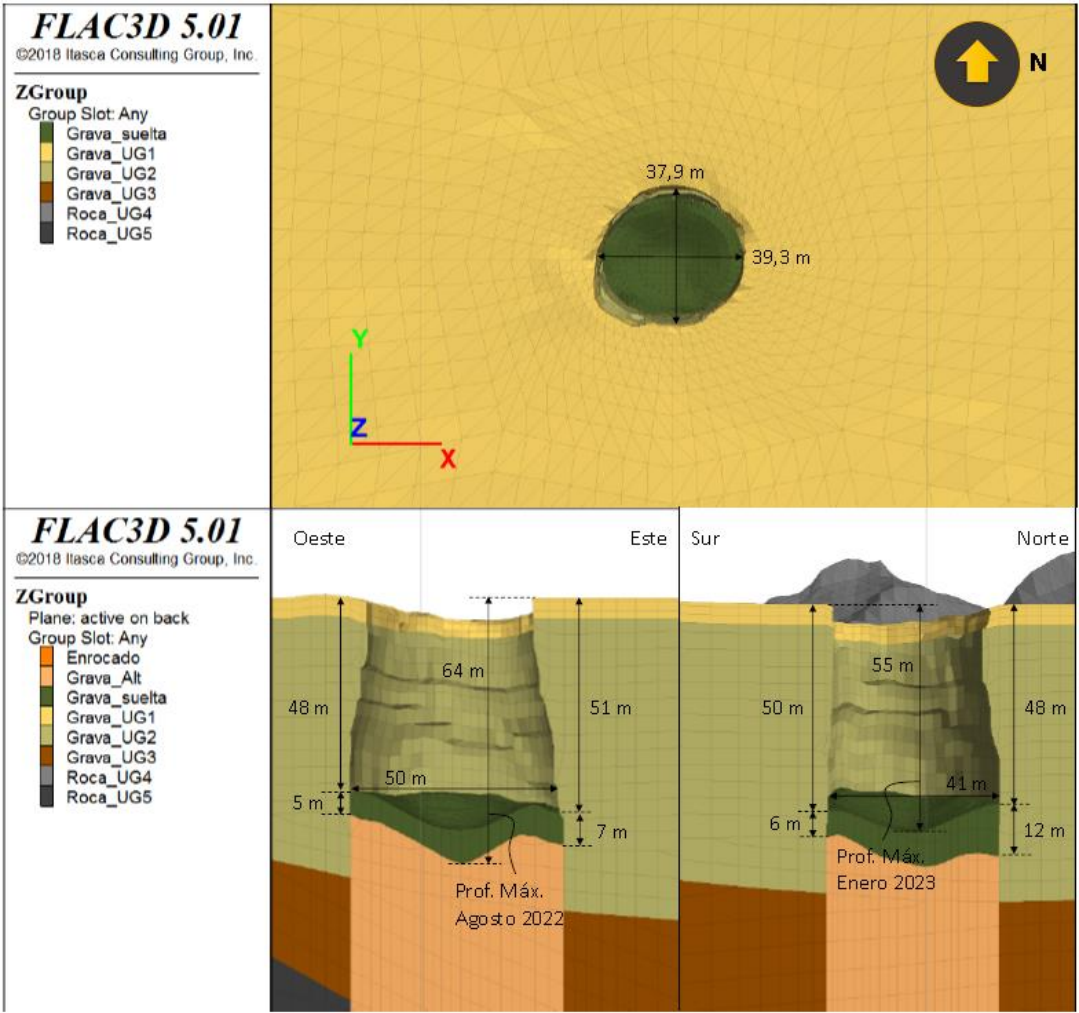 FLAC3D 5.01
©2018 Itasca Consulting Group, Inc.
ZGroup
Group Slot: Any
Grava_suelta
Grava_UG1
Grava_UG2
Grava_UG3
Roca_UG4
Roca_UG5
N
37,9 m
39,3 m
Y
Z
X
FLAC3D 5.01
©2018 Itasca Consulting Group, Inc.
ZGroup
Plane: active on back
Group Slot: Any
Enrocado
Grava_Alt
Grava_suelta
Grava_UG1
Grava_UG2
Grava_UG3
Roca_UG4
Roca_UG5
Oeste
Este
64 m
48 m
51 m
50 m
5 m
7 m
Prof. Máx.
Agosto 2022
Sur
Norte
55 m
50 m
48 m
41 m
6 m
12 m
Prof. Máx.
Enero 2023